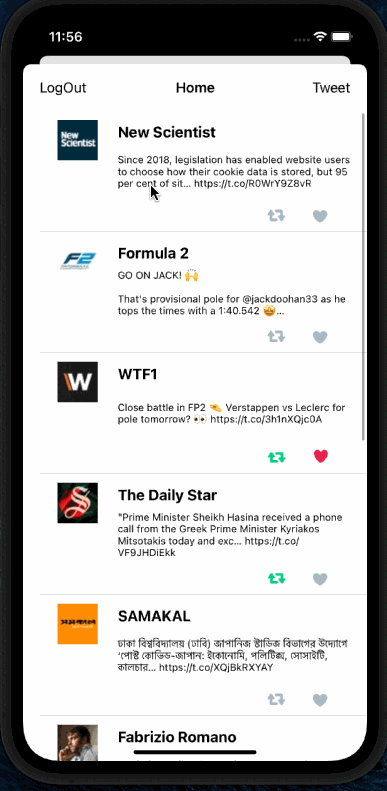 11:56
LogOut Home Tweet
New Scientist
New
Scientist
Since 2018, legislation has enabled website users
to choose how their cookie data is stored, but 95
per cent of sit... https://t.co/R0WrY9Z8vR
F2
Formula 2
GO ON JACK! 🙌
That's provisional pole for @jackdoohan33 as he
tops the times with a 1:40.542 🤩...
W
WTF1
Close battle in FP2 🤏 Verstappen vs Leclerc for
pole tomorrow? 👀 https://t.co/3h1nXQjc0A
The Daily Star
"Prime Minister Sheikh Hasina received a phone
call from the Greek Prime Minister Kyriakos
Mitsotakis today and exc... https://t.co/
VF9JHDiEkk
SAMAKAL
ঢাকা বিশ্ববিদ্যালয় (ঢাবি) জাপানিজ স্টাডিজ বিভাগের উদ্যোগে
‘পোস্ট কোভিড-জাপান: ইকোনোমি, পলিটিক্স, সোসাইটি,
কালচার... https://t.co/XQjBkRXYAY
Fabrizio Romano